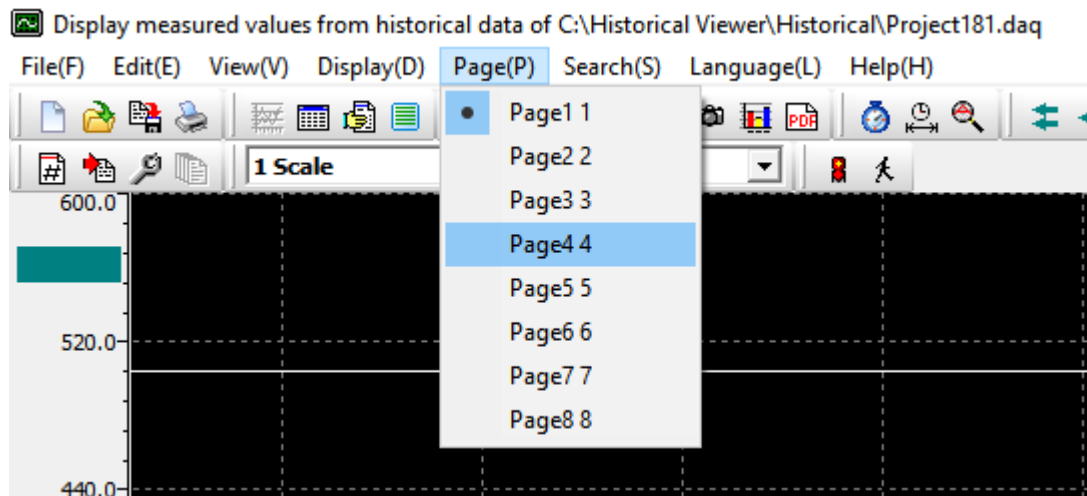 Display measured values from historical data of C:\Historical Viewer\Historical\Project181.daq
File(F) Edit(E) View(V) Display(D) Page(P) Search(S) Language(L) Help(H)
Page1 1
PDF
Page2 2
1 Scale
Page3 3
600.0
Page4 4
Page5 5
Page6 6
520.0
Page7 7
Page8 8
440.0